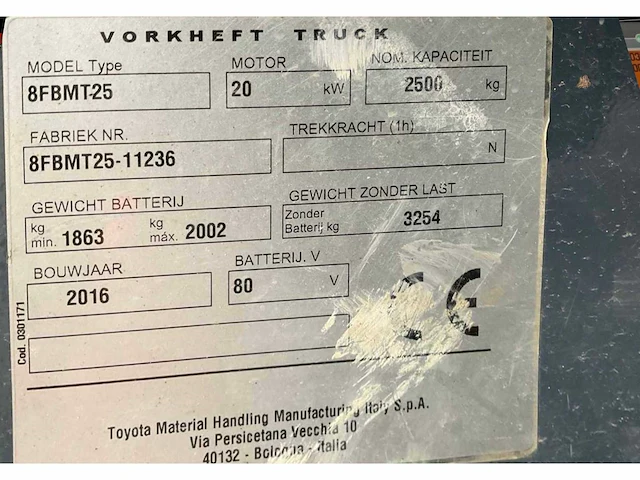 VORKHEFT TRUCK
MODEL Type MOTOR NOM. KAPACITEIT
8FBMT25 20 kW 2500 kg
FABRIEK NR. TREKKRACHT (1h)
8FBMT25-11236 N
GEWICHT BATTERIJ GEWICHT ZONDER LAST
kg min. 1863 kg máx. 2002 Zonder Batterij kg 3254
BOUWJAAR BATTERIJ. V
2016 80 V
CE
Cod. 0301171
Toyota Material Handling Manufacturing Italy S.p.A.
Via Persicetana Vecchia 10
40132 - Bologna - Italia